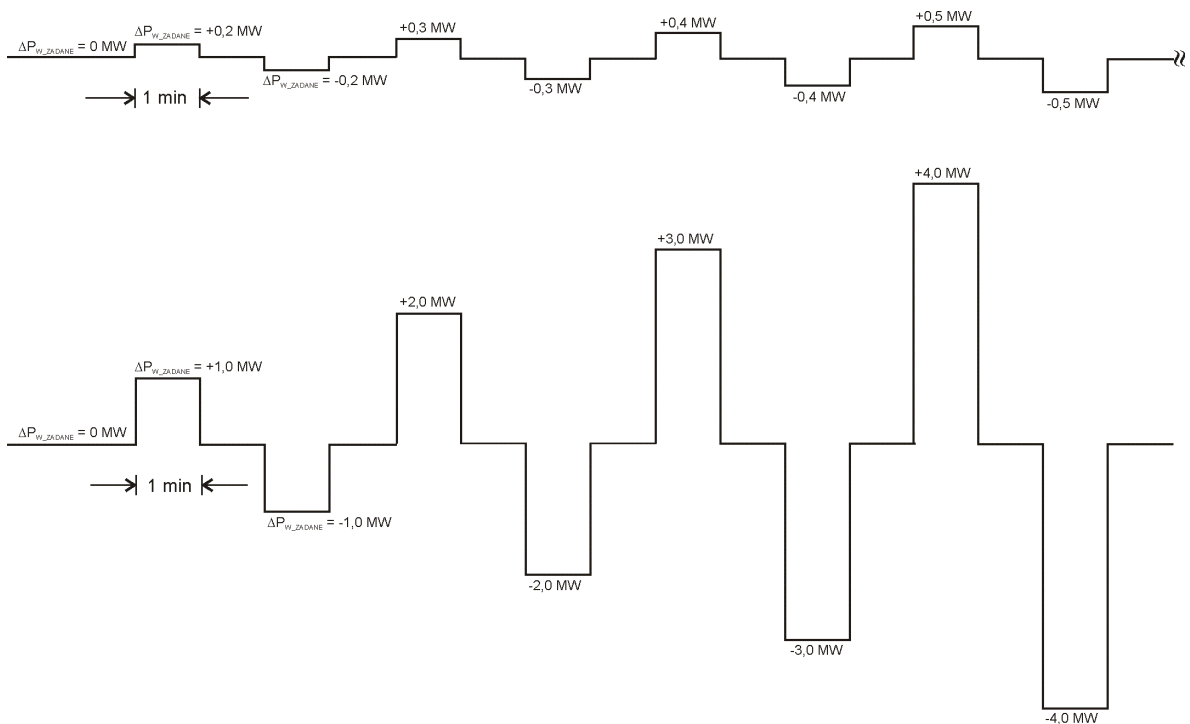 ΔPW_ZADANE = 0 MW
ΔPW_ZADANE = +0,2 MW
ΔPW_ZADANE = -0,2 MW
+0,3 MW
-0,3 MW
+0,4 MW
-0,4 MW
+0,5 MW
-0,5 MW
1 min
ΔPW_ZADANE = 0 MW
ΔPW_ZADANE = +1,0 MW
ΔPW_ZADANE = -1,0 MW
+2,0 MW
-2,0 MW
+3,0 MW
-3,0 MW
+4,0 MW
-4,0 MW
1 min